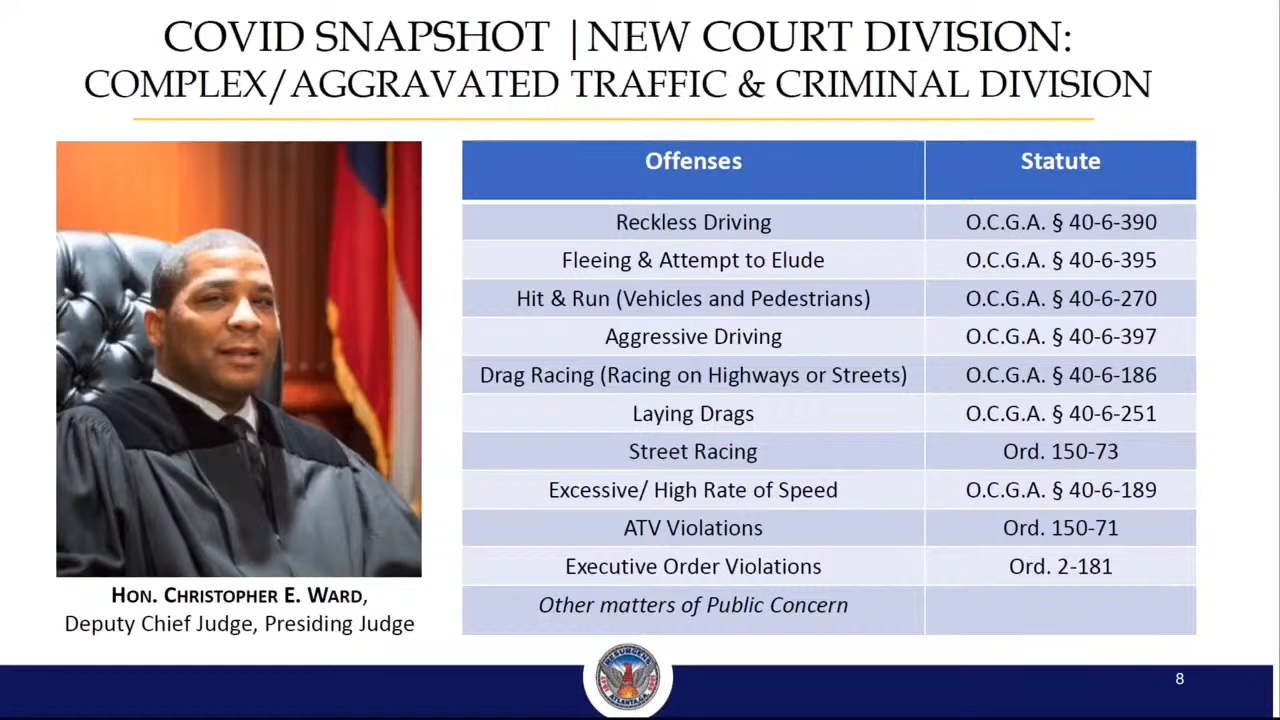 COVID SNAPSHOT | NEW COURT DIVISION:
COMPLEX/AGGRAVATED TRAFFIC & CRIMINAL DIVISION
Offenses Statute
Reckless Driving O.C.G.A. § 40-6-390
Fleeing & Attempt to Elude O.C.G.A. § 40-6-395
Hit & Run (Vehicles and Pedestrians) O.C.G.A. § 40-6-270
Aggressive Driving O.C.G.A. § 40-6-397
Drag Racing (Racing on Highways or Streets) O.C.G.A. § 40-6-186
Laying Drags O.C.G.A. § 40-6-251
Street Racing Ord. 150-73
Excessive/ High Rate of Speed O.C.G.A. § 40-6-189
ATV Violations Ord. 150-71
Executive Order Violations Ord. 2-181
Other matters of Public Concern
HON. CHRISTOPHER E. WARD,
Deputy Chief Judge, Presiding Judge
RESURGENS
ATLANTA, GA.
8